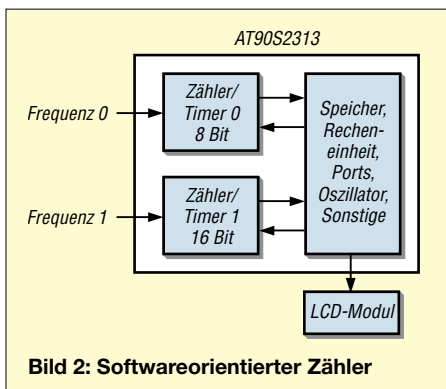 AT90S2313
Frequenz 0
Zähler/
Timer 0
8 Bit
Frequenz 1
Zähler/
Timer 1
16 Bit
Speicher,
Rechen-
einheit,
Ports,
Oszillator,
Sonstige
LCD-Modul
Bild 2: Softwareorientierter Zähler